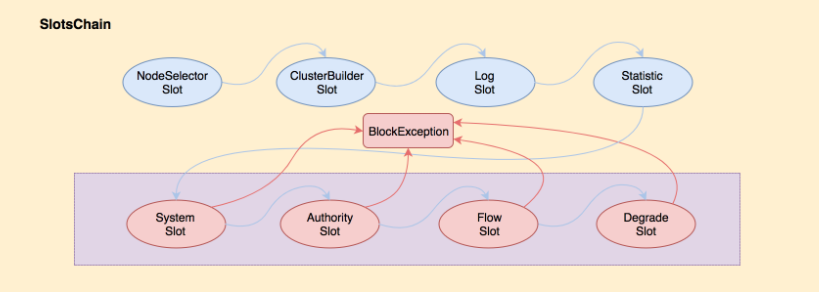 SlotsChain
NodeSelector
Slot
ClusterBuilder
Slot
Log
Slot
Statistic
Slot
BlockException
System
Slot
Authority
Slot
Flow
Slot
Degrade
Slot